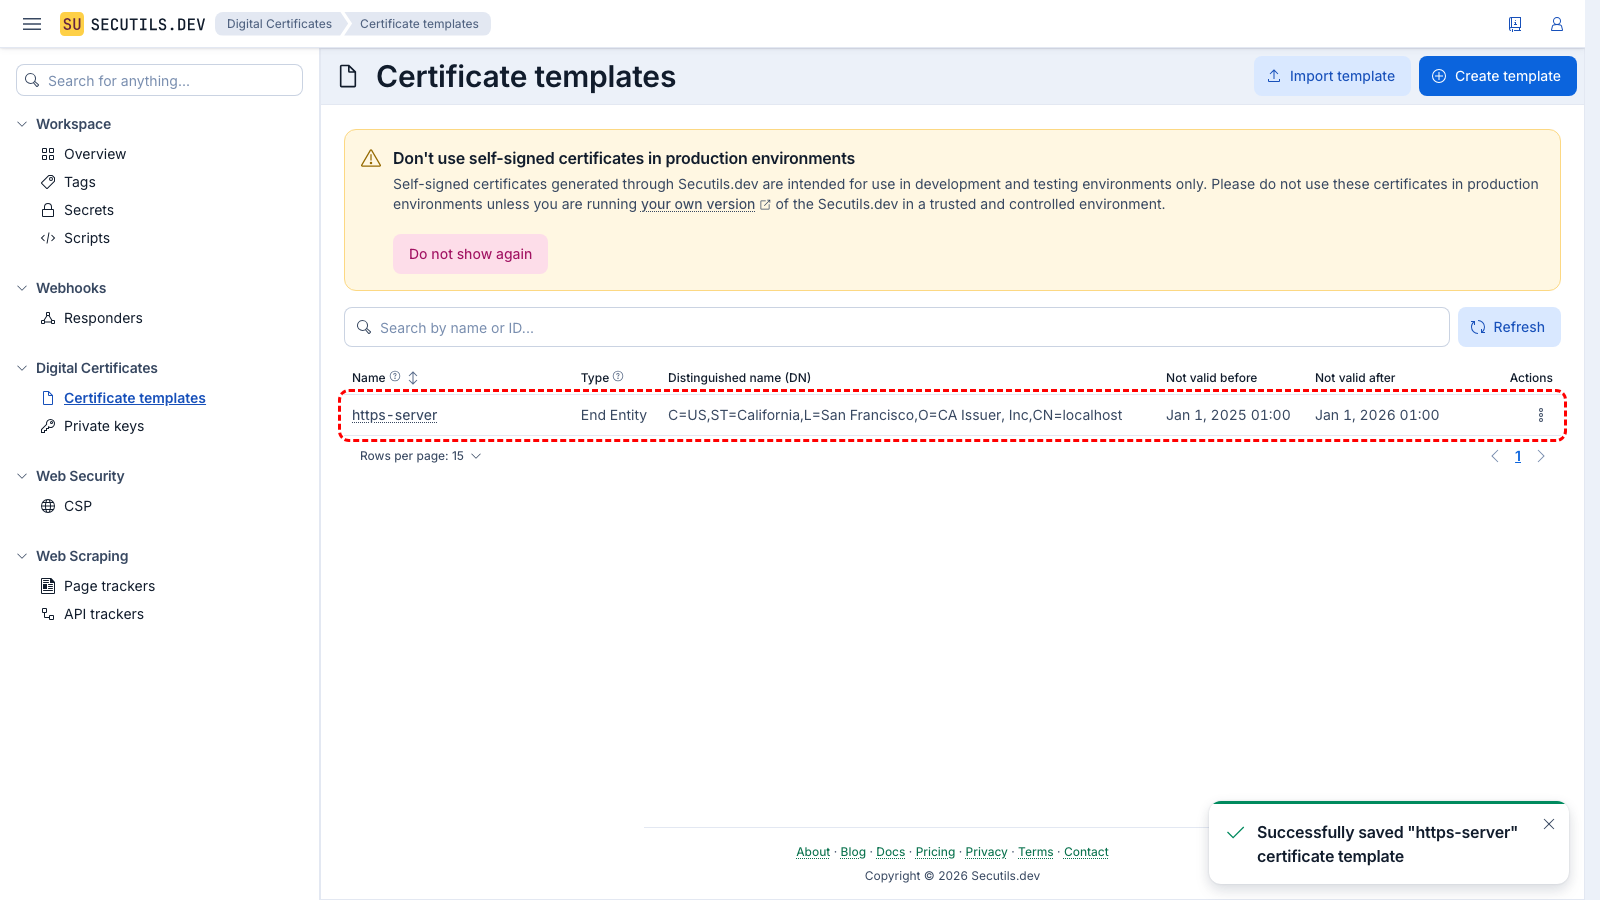 SU SECUTILS.DEV
Digital Certificates
Certificate templates
Search for anything...
Workspace
Overview
Tags
Secrets
Scripts
Webhooks
Responders
Digital Certificates
Certificate templates
Private keys
Web Security
CSP
Web Scraping
Page trackers
API trackers
Certificate templates
Import template
Create template
Don't use self-signed certificates in production environments
Self-signed certificates generated through Secutils.dev are intended for use in development and testing environments only. Please do not use these certificates in production
environments unless you are running your own version of the Secutils.dev in a trusted and controlled environment.
Do not show again
Search by name or ID...
Refresh
Name Type Distinguished name (DN) Not valid before Not valid after Actions
https-server End Entity C=US,ST=California,L=San Francisco,O=CA Issuer, Inc,CN=localhost Jan 1, 2025 01:00 Jan 1, 2026 01:00
Rows per page: 15
1
About · Blog · Docs · Pricing · Privacy · Terms · Contact
Copyright © 2026 Secutils.dev
Successfully saved "https-server"
certificate template